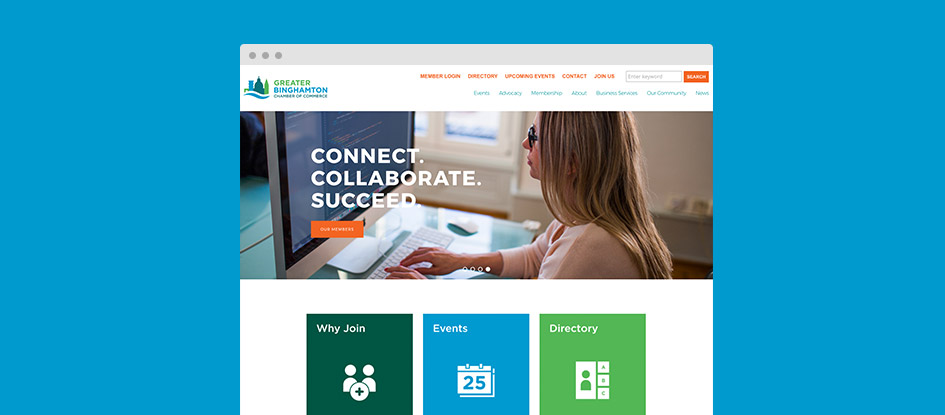 GREATER
BINGHAMTON
CHAMBER OF COMMERCE
MEMBER LOGIN DIRECTORY UPCOMING EVENTS CONTACT JOIN US Enter keyword SEARCH
Events Advocacy Membership About Business Services Our Community News
CONNECT.
COLLABORATE.
SUCCEED.
OUR MEMBERS
Why Join Events Directory
25
A
B
C